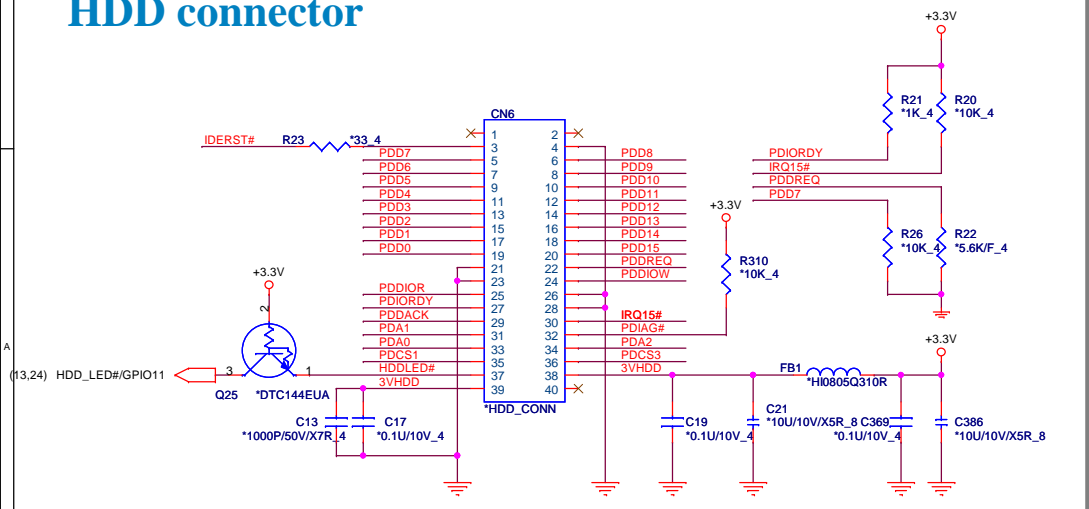 HDD connector
+3.3V
R21
*1K_4
R20
*10K_4
CN6
IDERST#
R23
*33_4
1 2
3 4
PDD7 5 6 PDD8
PDD6 7 8 PDD9
PDD5 9 10 PDD10
PDD4 11 12 PDD11
PDD3 13 14 PDD12
PDD2 15 16 PDD13
PDD1 17 18 PDD14
PDD0 19 20 PDD15
21 22 PDDREQ
23 24 PDDIOW
PDDIOR 25 26
PDIORDY 27 28
PDDACK 29 30 IRQ15#
PDA1 31 32 PDIAG#
PDA0 33 34 PDA2
PDCS1 35 36 PDCS3
HDDLED# 37 38 3VHDD
3VHDD 39 40
*HDD_CONN
PDIORDY
IRQ15#
PDDREQ
PDD7
+3.3V
R310
*10K_4
R26
*10K_4
R22
*5.6K/F_4
+3.3V
2
A
(13,24) HDD_LED#/GPIO11
3
1
Q25
*DTC144EUA
C13
*1000P/50V/X7R_4
C17
*0.1U/10V_4
+3.3V
FB1
*HI0805Q310R
C19
*0.1U/10V_4
C21
*10U/10V/X5R_8
C369
*0.1U/10V_4
C386
*10U/10V/X5R_8